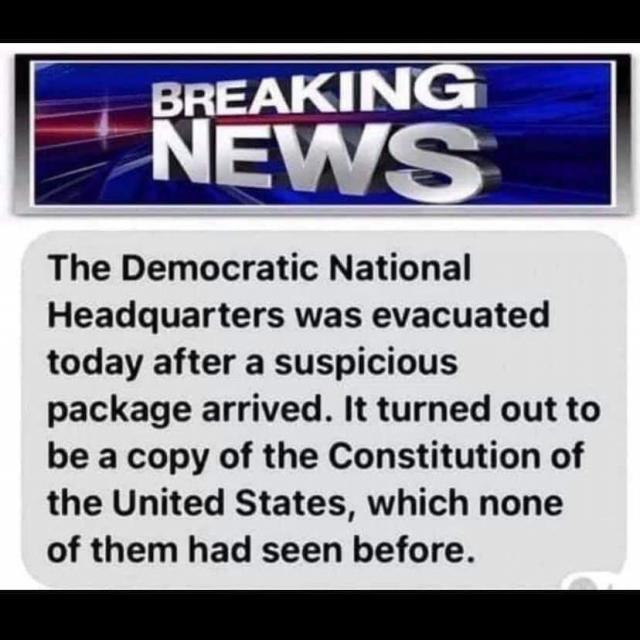 BREAKING
NEWS
The Democratic National
Headquarters was evacuated
today after a suspicious
package arrived. It turned out to
be a copy of the Constitution of
the United States, which none
of them had seen before.